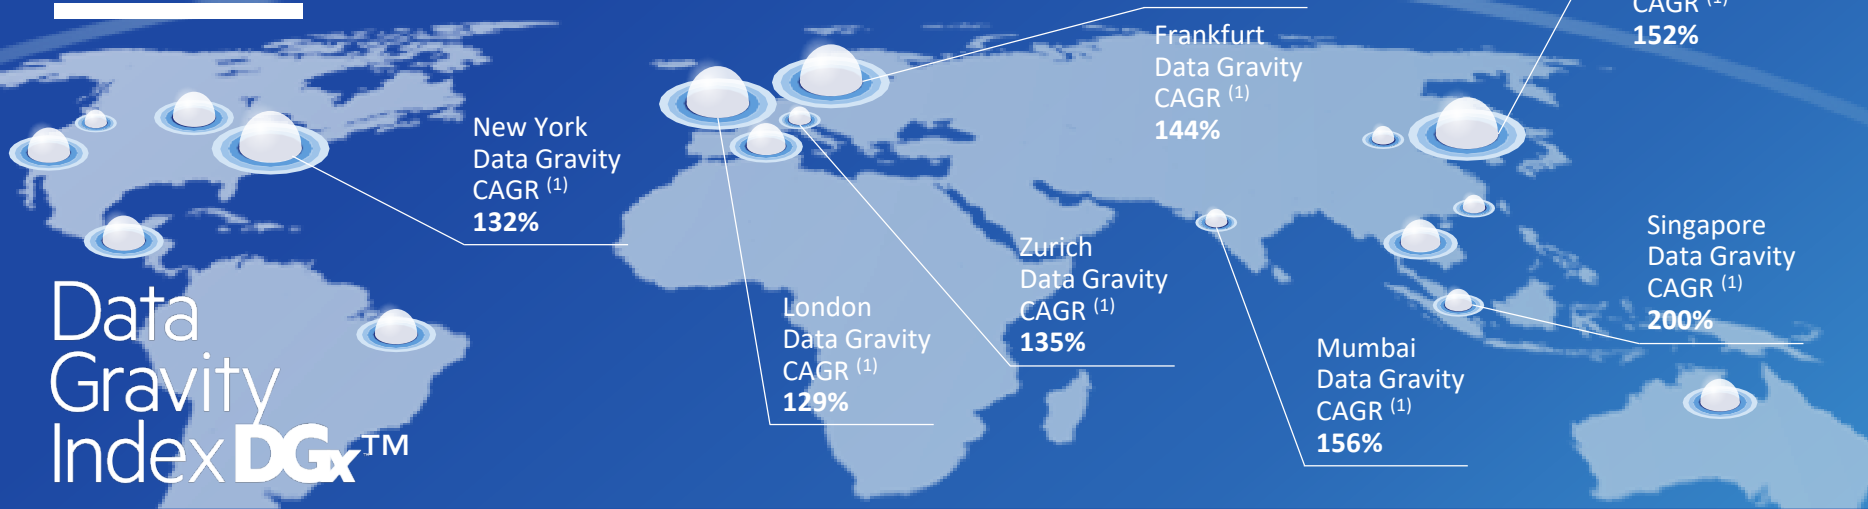 CAGR (1)
152%
Frankfurt
Data Gravity
CAGR (1)
144%
New York
Data Gravity
CAGR (1)
132%
Singapore
Data Gravity
CAGR (1)
200%
Zurich
Data Gravity
CAGR (1)
135%
London
Data Gravity
CAGR (1)
129%
Mumbai
Data Gravity
CAGR (1)
156%
Data
Gravity
Index DGx™